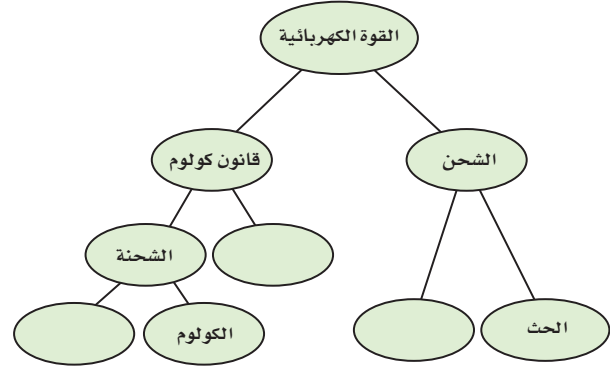 القوة الكهربائية
الشحن
قانون كولوم
الشحنة
الحث
الكولوم